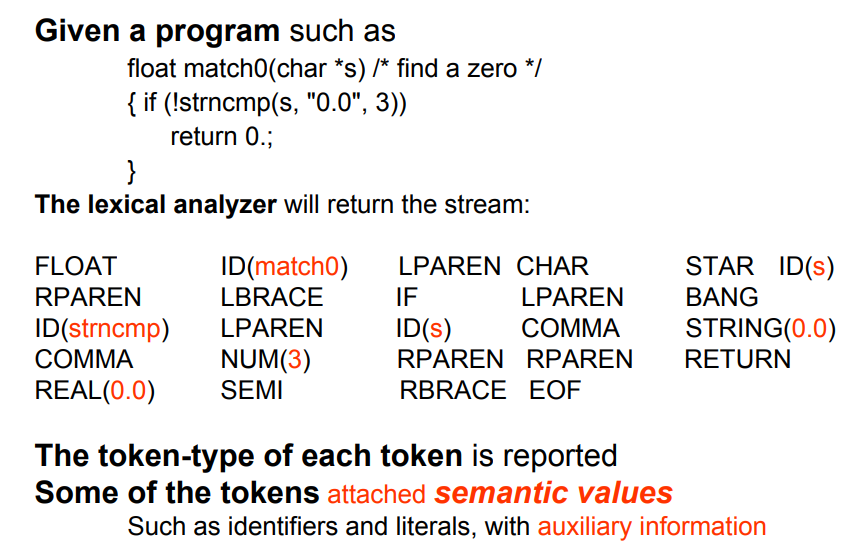 Given a program such as
float match0(char *s) /* find a zero */
{ if (!strncmp(s, "0.0", 3))
return 0.;
}
The lexical analyzer will return the stream:
FLOAT ID(match0) LPAREN CHAR STAR ID(s)
RPAREN LBRACE IF LPAREN BANG
ID(strncmp) LPAREN ID(s) COMMA STRING(0.0)
COMMA NUM(3) RPAREN RPAREN RETURN
REAL(0.0) SEMI RBRACE EOF
The token-type of each token is reported
Some of the tokens attached semantic values
Such as identifiers and literals, with auxiliary information